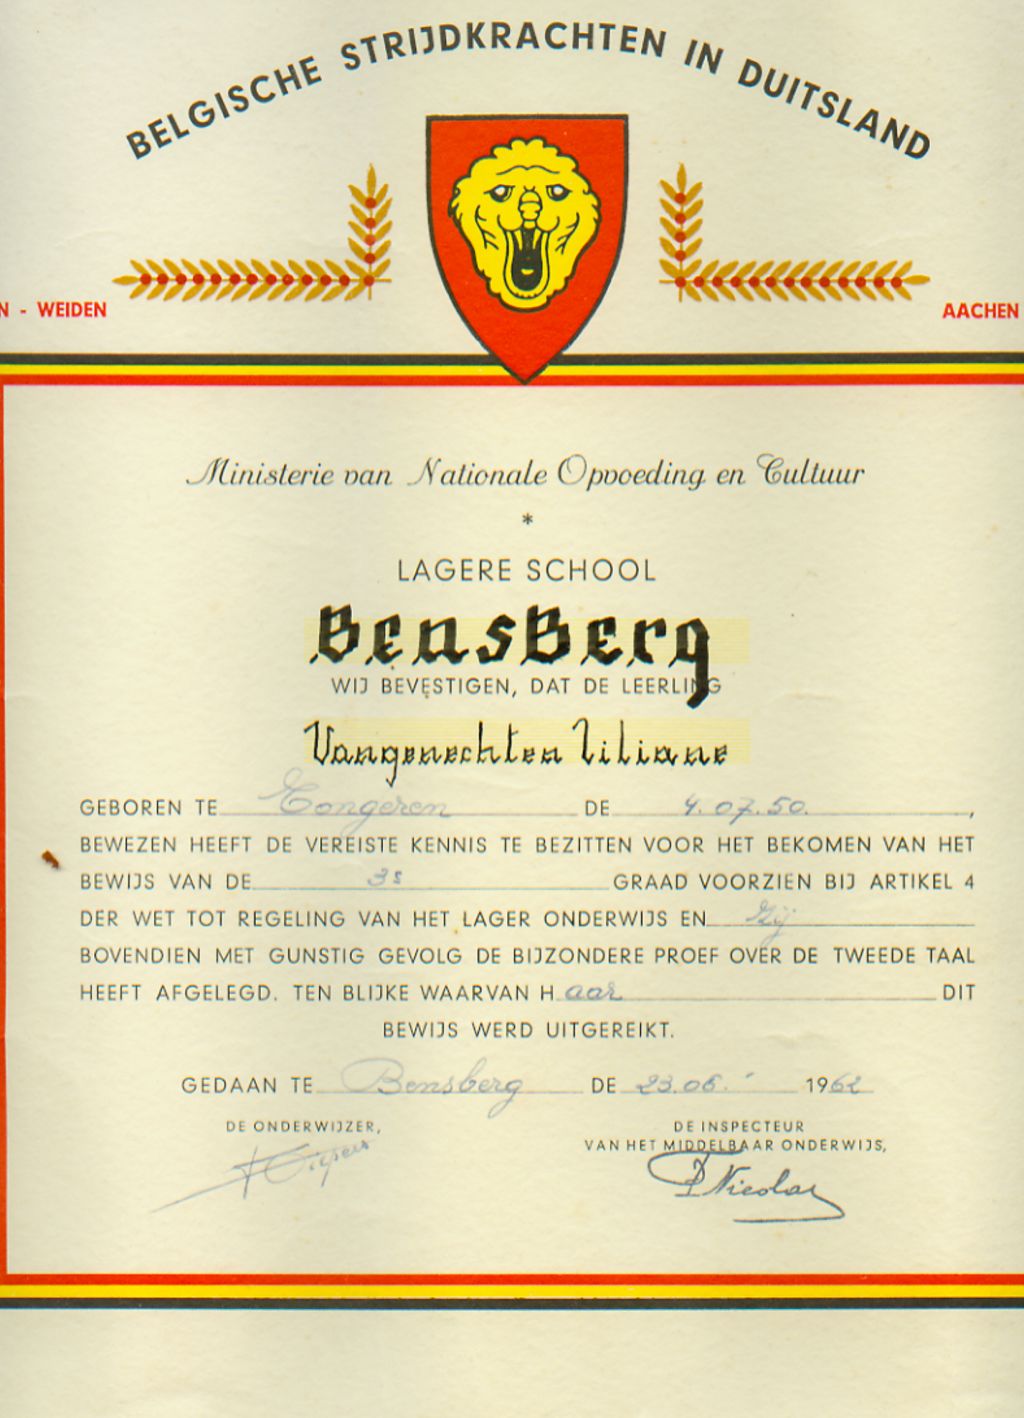 BELGISCHE STRIJDKRACHTEN IN DUITSLAND
N - WEIDEN
AACHEN
Ministerie van Nationale Opvoeding en Cultuur
*
LAGERE SCHOOL
BensBerg
WIJ BEVESTIGEN, DAT DE LEERLING
Vangenechten Liliane
GEBOREN TE Tongeren DE 4.07.50.,
BEWEZEN HEEFT DE VEREISTE KENNIS TE BEZITTEN VOOR HET BEKOMEN VAN HET
BEWIJS VAN DE 3e GRAAD VOORZIEN BIJ ARTIKEL 4
DER WET TOT REGELING VAN HET LAGER ONDERWIJS EN Zij
BOVENDIEN MET GUNSTIG GEVOLG DE BIJZONDERE PROEF OVER DE TWEEDE TAAL
HEEFT AFGELEGD. TEN BLIJKE WAARVAN H aar DIT
BEWIJS WERD UITGEREIKT.
GEDAAN TE Bensberg DE 23.06. 1962
DE ONDERWIJZER,
DE INSPECTEUR
VAN HET MIDDELBAAR ONDERWIJS,
Nicolas